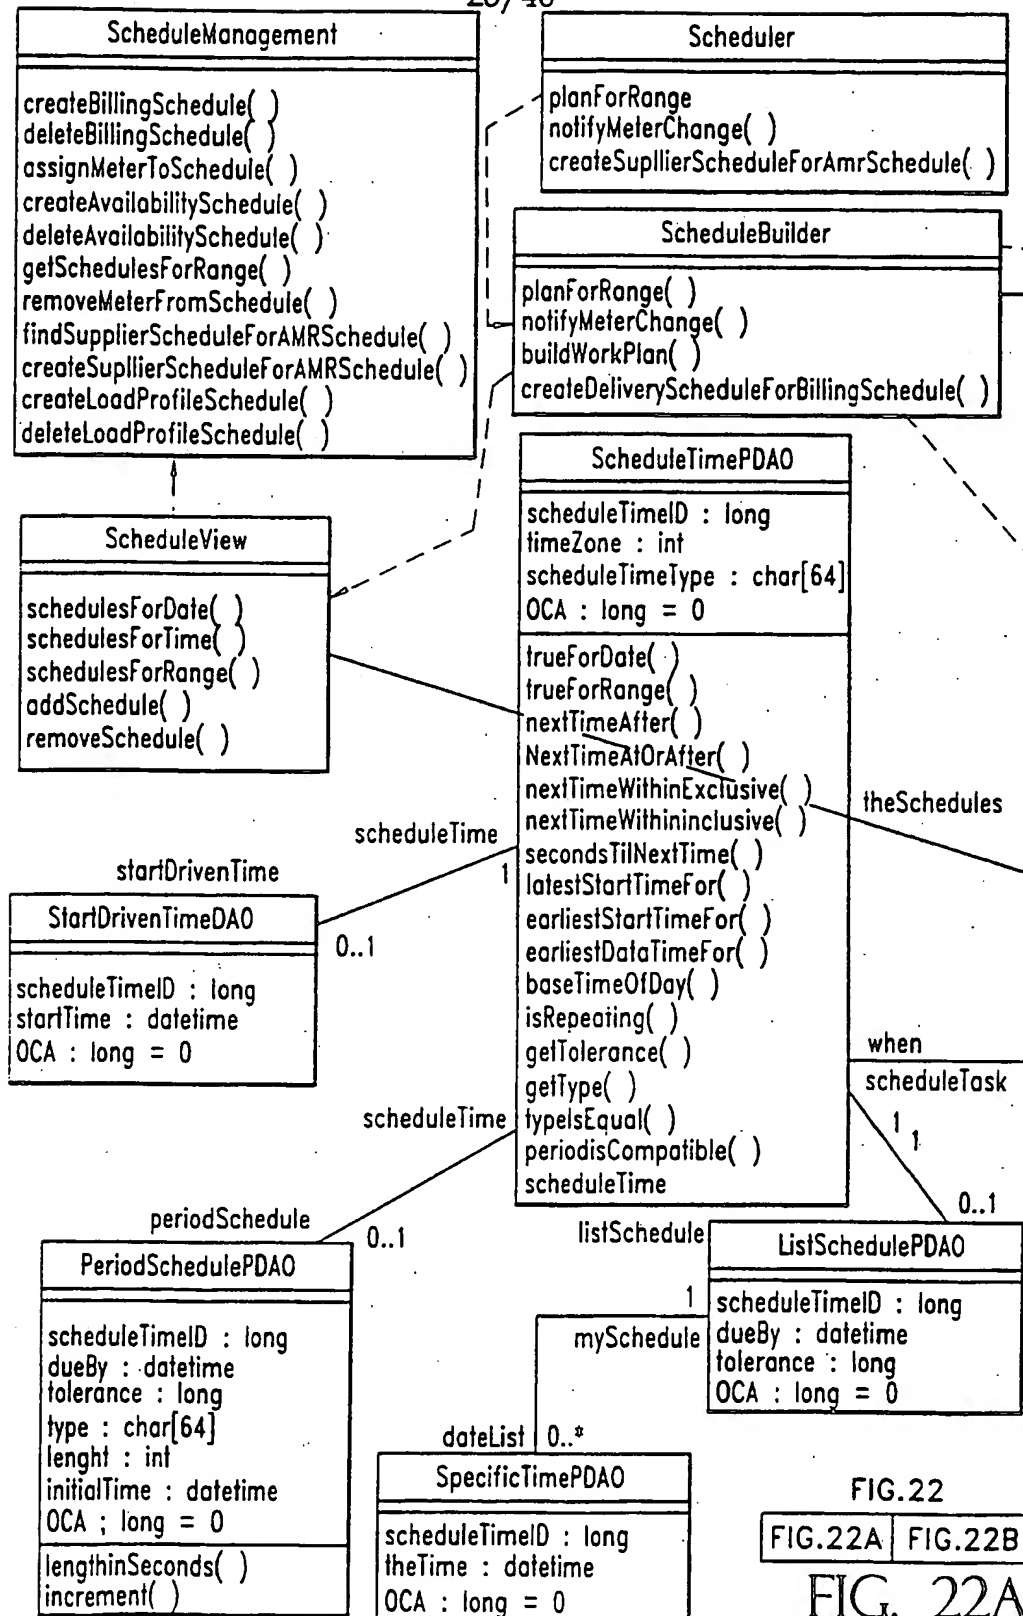 ScheduleManagement
createBillingSchedule( )
deleteBillingSchedule( )
assignMeterToSchedule( )
createAvailabilitySchedule( )
deleteAvailabilitySchedule( )
getSchedulesForRange( )
removeMeterFromSchedule( )
findSupplierScheduleForAMRSchedule( )
createSupllierScheduleForAMRSchedule( )
createLoadProfileSchedule( )
deleteLoadProfileSchedule( )
Scheduler
planForRange
notifyMeterChange( )
createSupllierScheduleForAmrSchedule( )
ScheduleBuilder
planForRange( )
notifyMeterChange( )
buildWorkPlan( )
createDeliveryScheduleForBillingSchedule( )
ScheduleView
schedulesForDate( )
schedulesForTime( )
schedulesForRange( )
addSchedule( )
removeSchedule( )
ScheduleTimePDAO
scheduleTimeID : long
timeZone : int
scheduleTimeType : char[64]
OCA : long = 0
trueForDate( )
trueForRange( )
nextTimeAfter( )
NextTimeAtOrAfter( )
nextTimeWithinExclusive( )
nextTimeWithininclusive( )
secondsTilNextTime( )
latestStartTimeFor( )
earliestStartTimeFor( )
earliestDataTimeFor( )
baseTimeOfDay( )
isRepeating( )
getTolerance( )
getType( )
typeIsEqual( )
periodisCompatible( )
scheduleTime
theSchedules
scheduleTime
1
startDrivenTime
0..1
StartDrivenTimeDAO
scheduleTimeID : long
startTime : datetime
OCA : long = 0
when
scheduleTask
1
1
0..1
scheduleTime
periodSchedule
0..1
PeriodSchedulePDAO
scheduleTimeID : long
dueBy : datetime
tolerance : long
type : char[64]
lenght : int
initialTime : datetime
OCA ; long = 0
lengthinSeconds( )
increment( )
listSchedule
ListSchedulePDAO
scheduleTimeID : long
dueBy : datetime
tolerance : long
OCA : long = 0
1
mySchedule
dateList
0..*
SpecificTimePDAO
scheduleTimeID : long
theTime : datetime
OCA : long = 0
FIG.22
FIG.22A FIG.22B
FIG. 22A